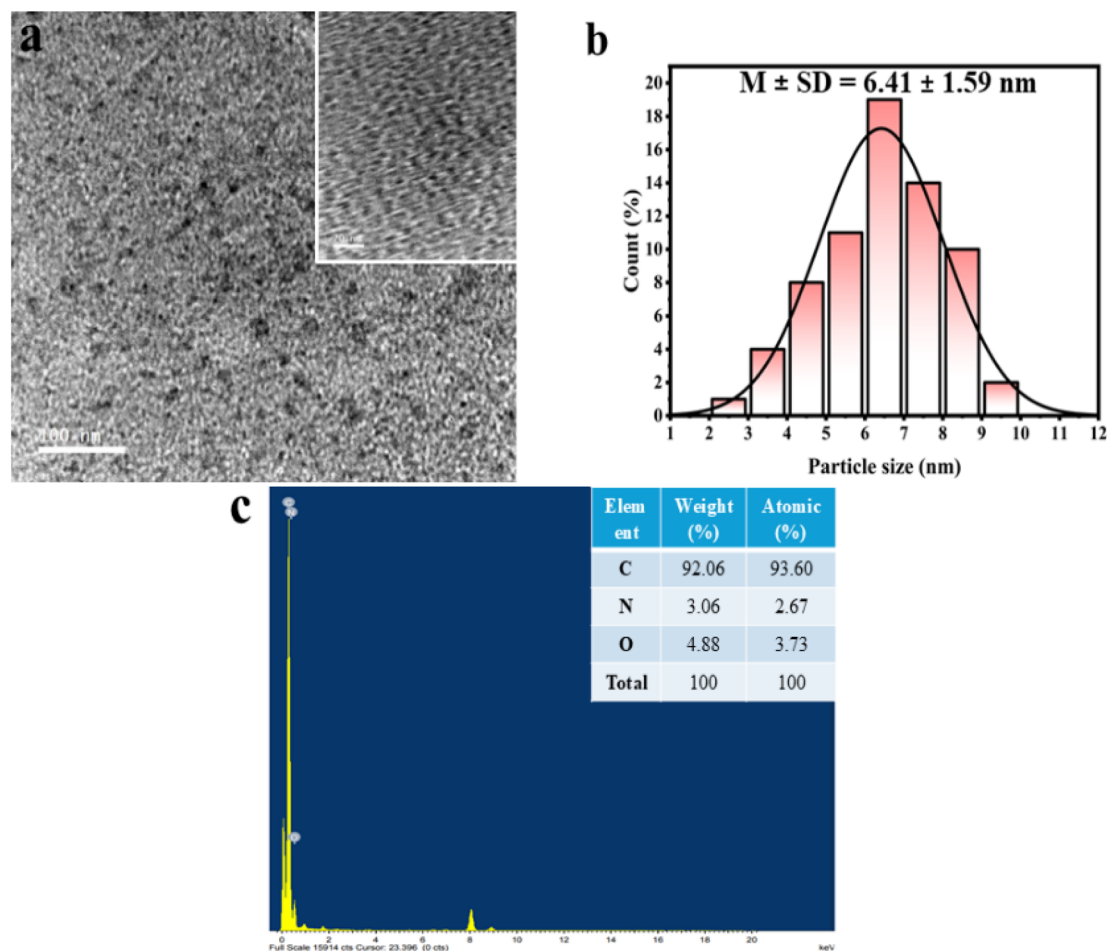 a
100 nm
20 nm
b
M ± SD = 6.41 ± 1.59 nm
Count (%)
20
18
16
14
12
10
8
6
4
2
0
1 2 3 4 5 6 7 8 9 10 11 12
Particle size (nm)
c
Elem
ent
Weight
(%)
Atomic
(%)
C 92.06 93.60
N 3.06 2.67
O 4.88 3.73
Total 100 100
0 2 4 6 8 10 12 14 16 18 20
Full Scale 15914 cts Cursor: 23.396 (0 cts) keV